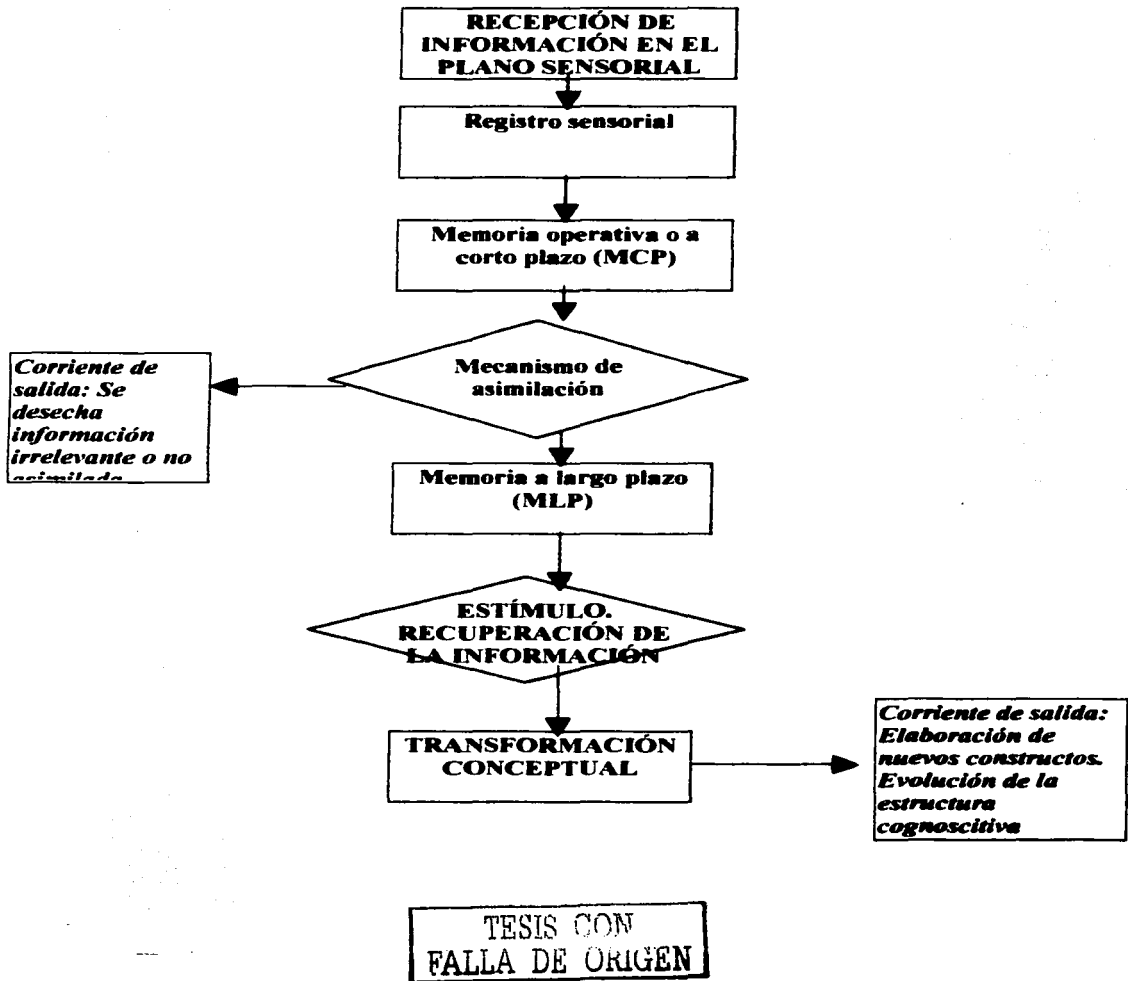 RECEPCIÓN DE
INFORMACIÓN EN EL
PLANO SENSORIAL
Registro sensorial
Memoria operativa o a
corto plazo (MCP)
Mecanismo de
asimilación
Corriente de
salida: Se
desecha
información
irrelevante o no
asimilada
Memoria a largo plazo
(MLP)
ESTÍMULO.
RECUPERACIÓN DE
LA INFORMACIÓN
TRANSFORMACIÓN
CONCEPTUAL
Corriente de salida:
Elaboración de
nuevos constructos.
Evolución de la
estructura
cognoscitiva
TESIS CON
FALLA DE ORIGEN